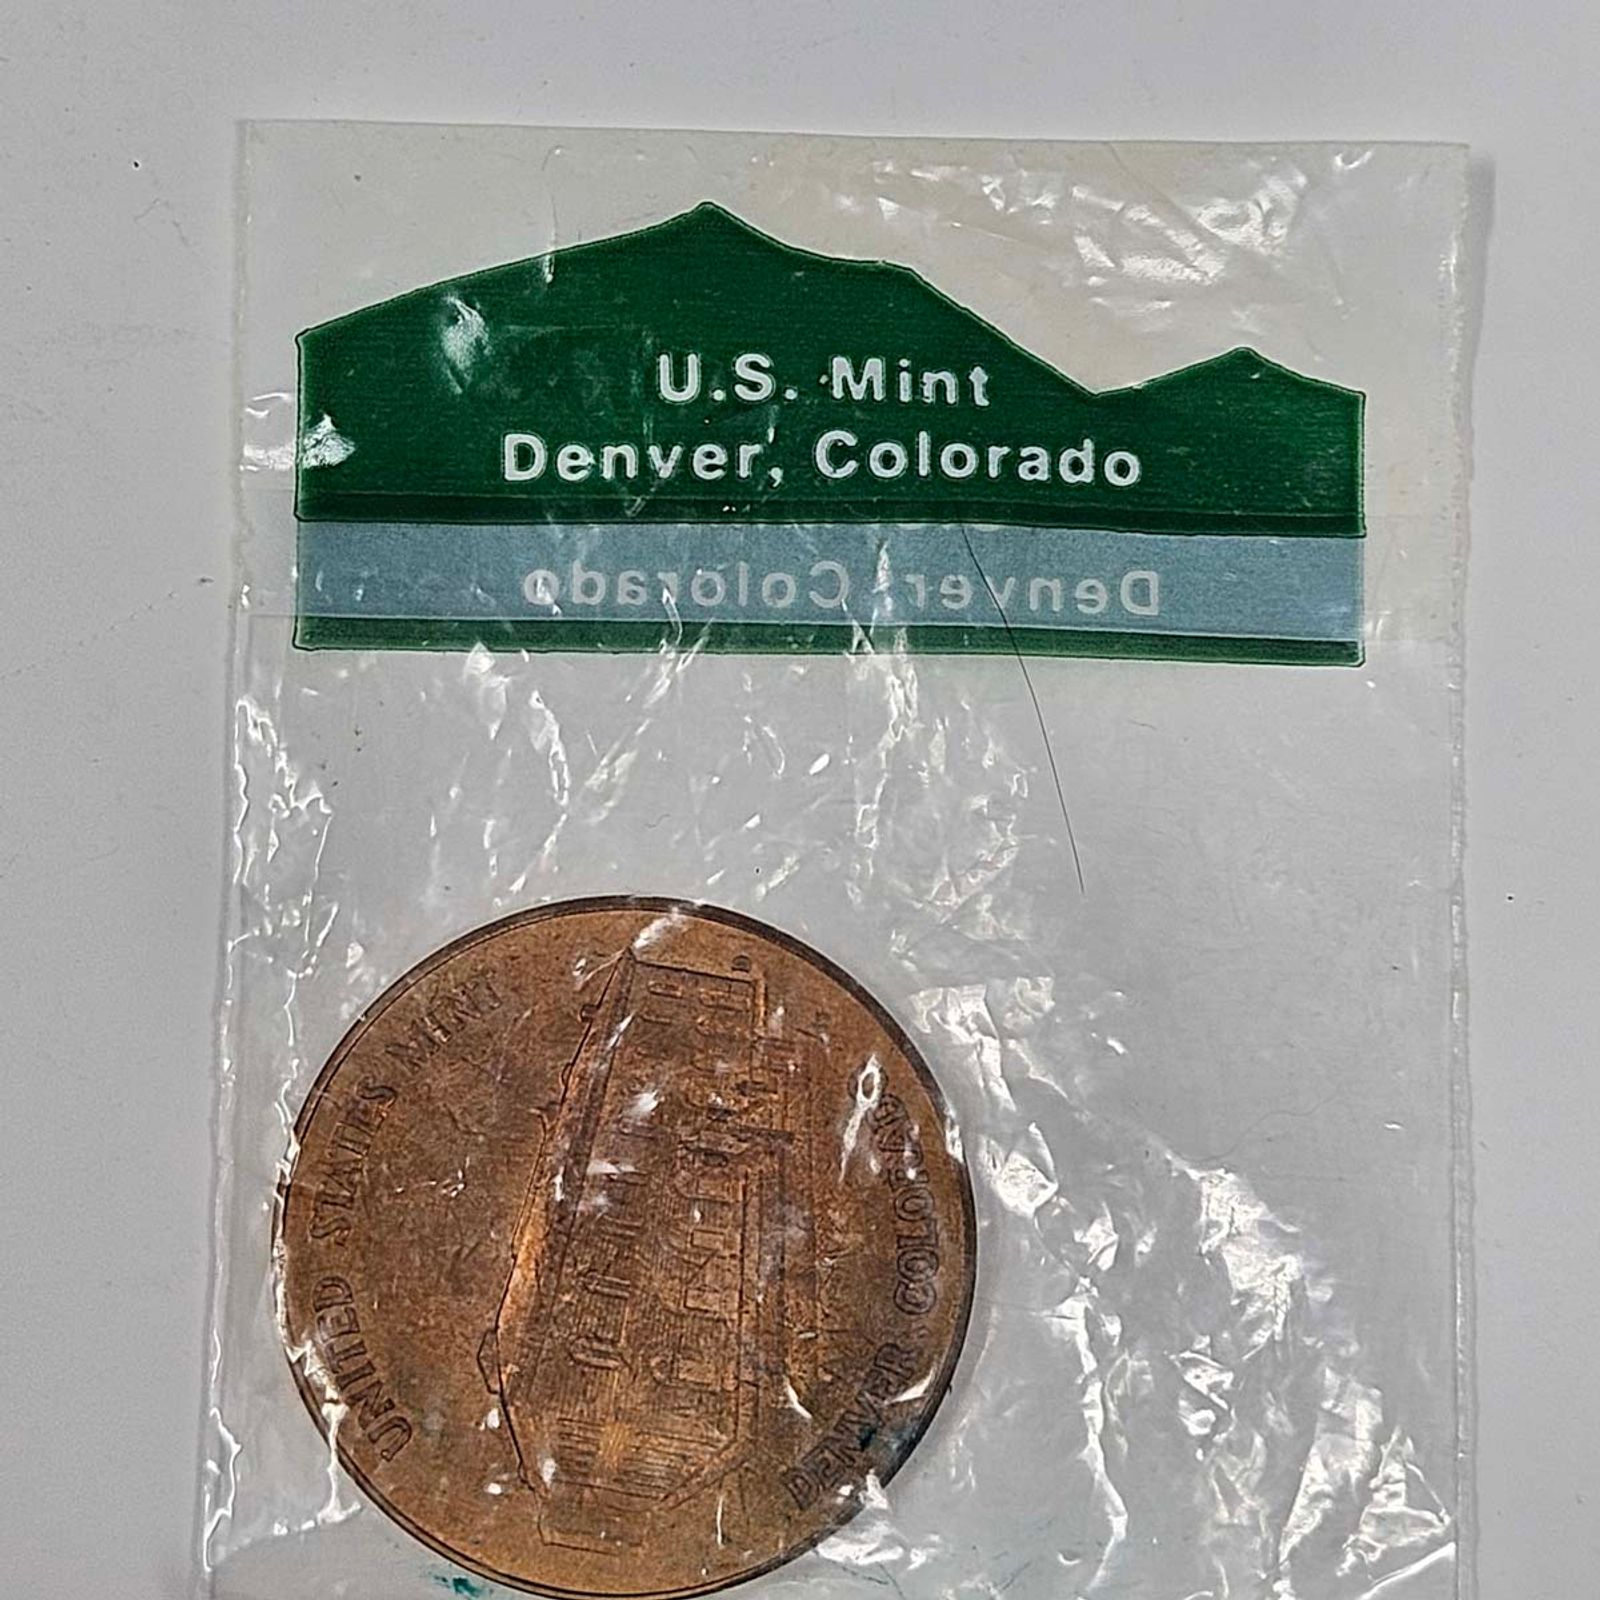 U.S. Mint
Denver, Colorado
Denver, Colorado
UNITED STATES MINT
DENVER COLORADO